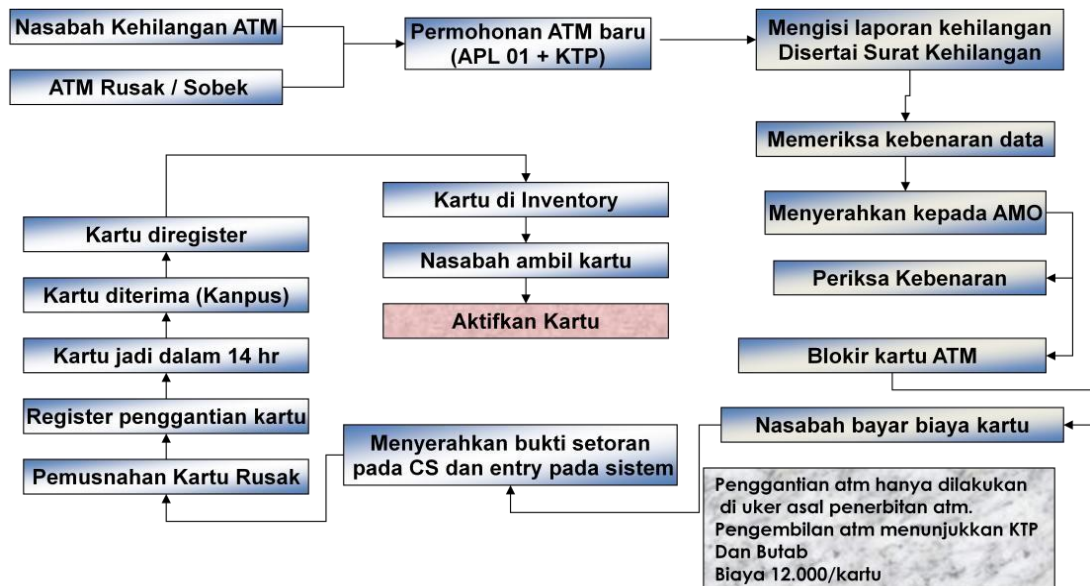 Nasabah Kehilangan ATM
ATM Rusak / Sobek
Permohonan ATM baru
(APL 01 + KTP)
Mengisi laporan kehilangan
Disertai Surat Kehilangan
Memeriksa kebenaran data
Menyerahkan kepada AMO
Periksa Kebenaran
Blokir kartu ATM
Nasabah bayar biaya kartu
Menyerahkan bukti setoran
pada CS dan entry pada sistem
Pemusnahan Kartu Rusak
Register penggantian kartu
Kartu jadi dalam 14 hr
Kartu diterima (Kanpus)
Kartu diregister
Kartu di Inventory
Nasabah ambil kartu
Aktifkan Kartu
Penggantian atm hanya dilakukan
di uker asal penerbitan atm.
Pengembilan atm menunjukkan KTP
Dan Butab
Biaya 12.000/kartu